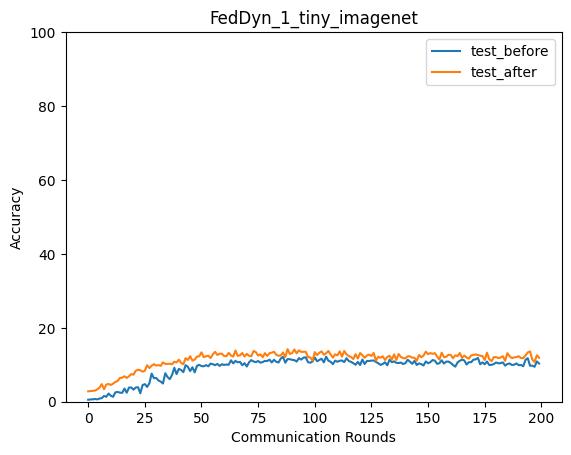 FedDyn_1_tiny_imagenet
100
80
60
40
20
0
Accuracy
test_before
test_after
0 25 50 75 100 125 150 175 200
Communication Rounds